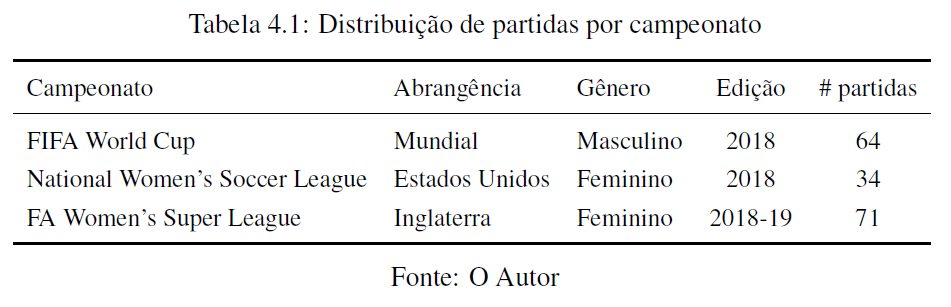 Tabela 4.1: Distribuição de partidas por campeonato
Campeonato Abrangência Gênero Edição # partidas
FIFA World Cup Mundial Masculino 2018 64
National Women's Soccer League Estados Unidos Feminino 2018 34
FA Women's Super League Inglaterra Feminino 2018-19 71
Fonte: O Autor